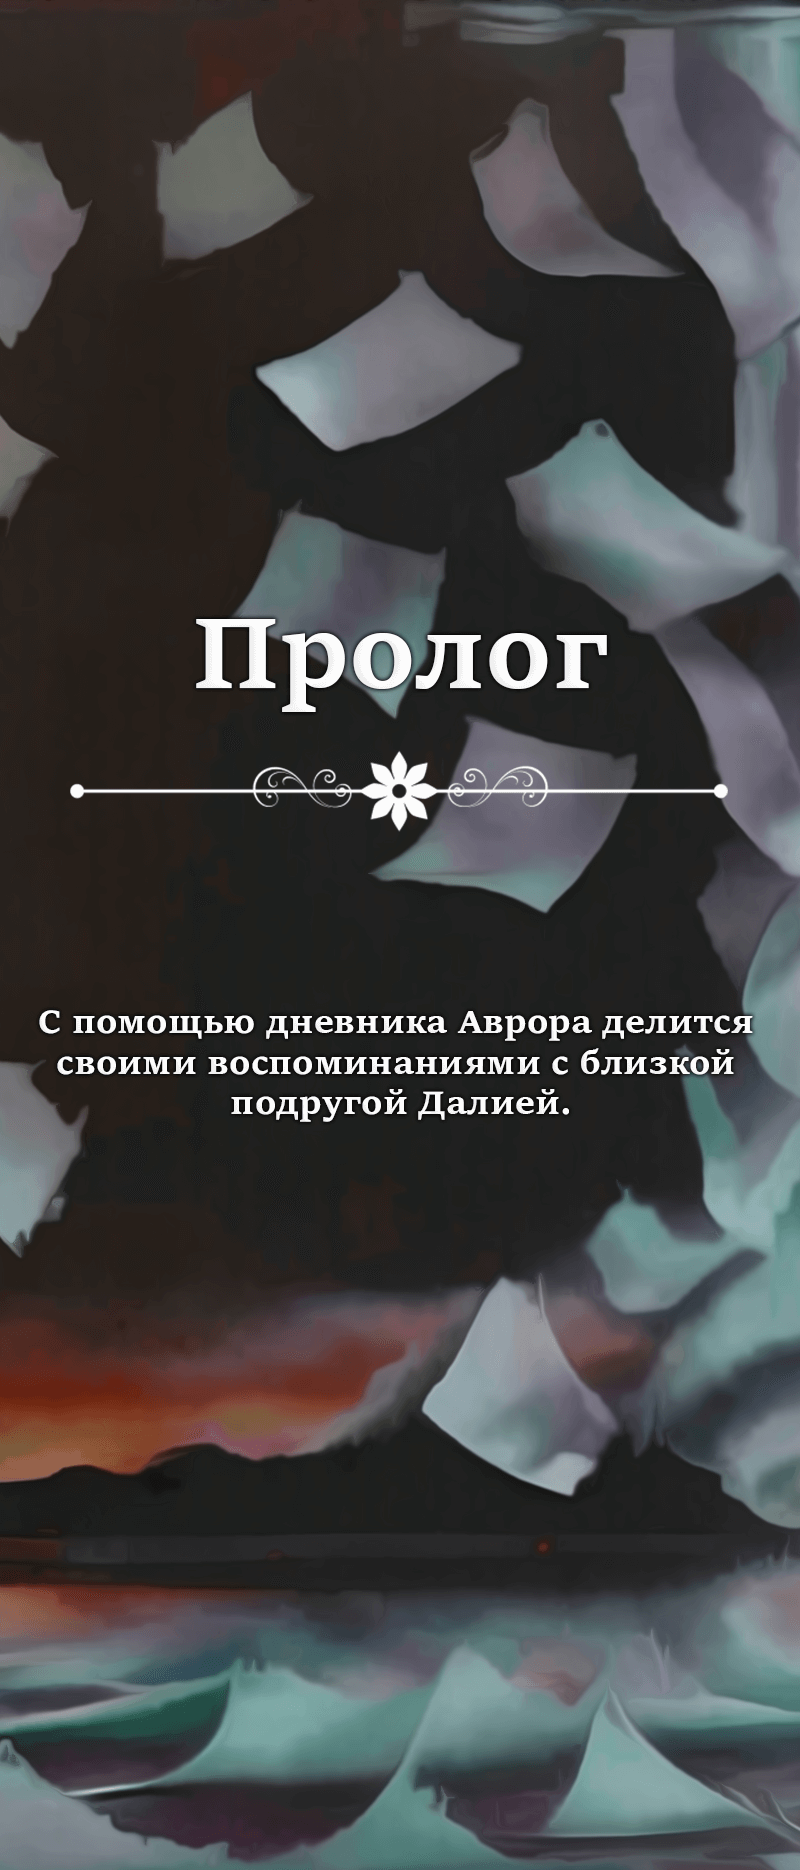 Пролог
С помощью дневника Аврора делится
своими воспоминаниями с близкой
подругой Далией.